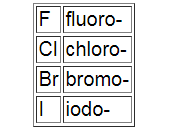 F fluoro-
Cl chloro-
Br bromo-
I iodo-